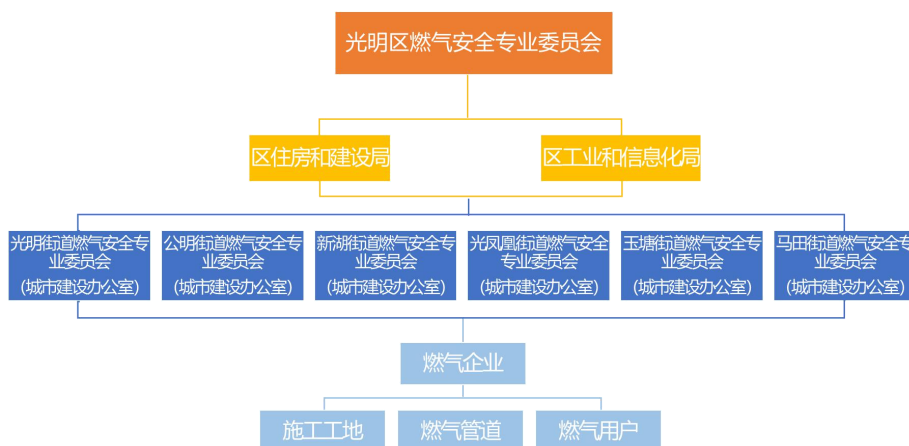 光明区燃气安全专业委员会
区住房和建设局
区工业和信息化局
光明街道燃气安全专
业委员会
(城市建设办公室)
公明街道燃气安全专
业委员会
(城市建设办公室)
新湖街道燃气安全专
业委员会
(城市建设办公室)
光凤凰街道燃气安全
专业委员会
(城市建设办公室)
玉塘街道燃气安全专
业委员会
(城市建设办公室)
马田街道燃气安全专
业委员会
(城市建设办公室)
燃气企业
施工工地
燃气管道
燃气用户